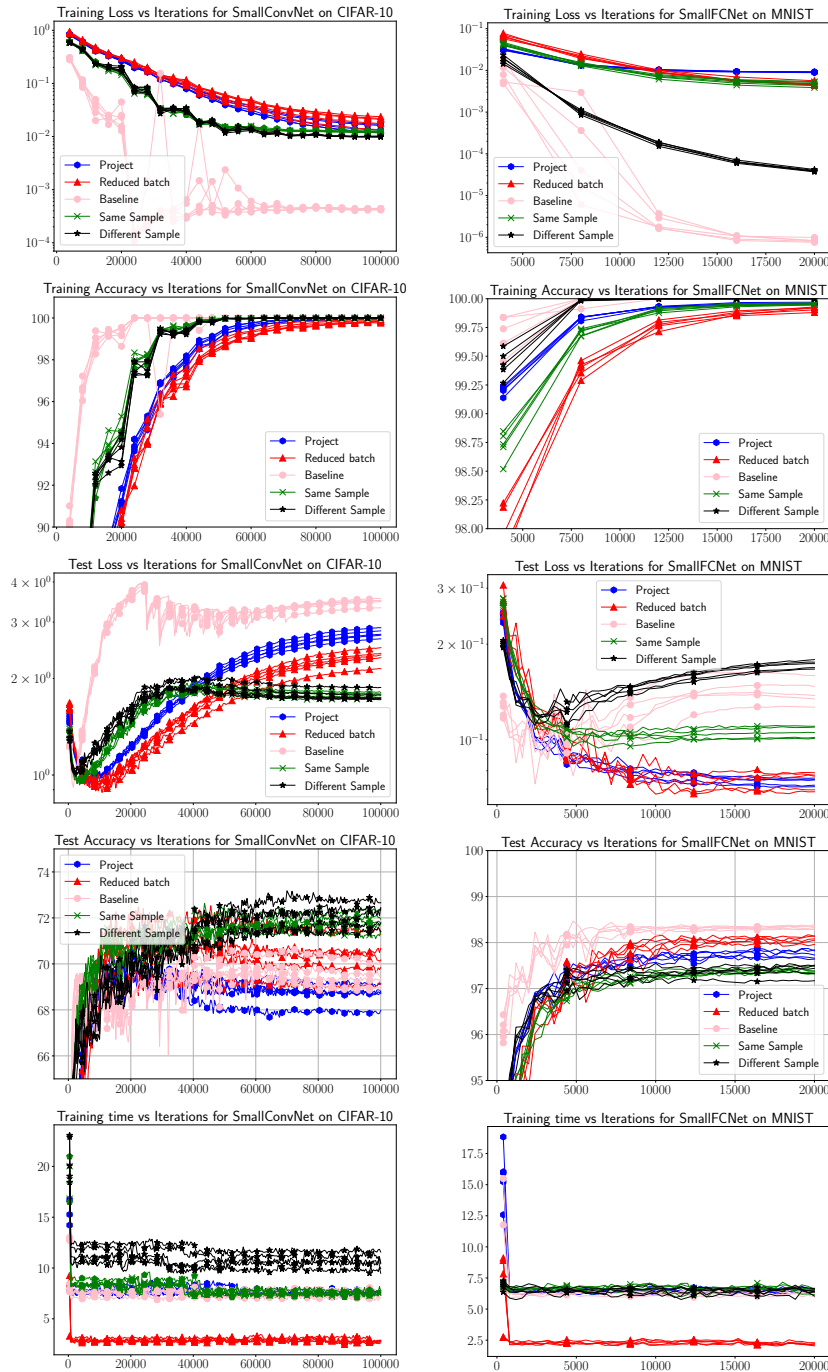 Training Loss vs Iterations for SmallConvNet on CIFAR-10
10⁰
10⁻¹
10⁻²
10⁻³
10⁻⁴
Project
Reduced batch
Baseline
Same Sample
Different Sample
0 20000 40000 60000 80000 100000
Training Loss vs Iterations for SmallFCNet on MNIST
10⁻¹
10⁻²
10⁻³
10⁻⁴
10⁻⁵
10⁻⁶
Project
Reduced batch
Baseline
Same Sample
Different Sample
5000 7500 10000 12500 15000 17500 20000
Training Accuracy vs Iterations for SmallConvNet on CIFAR-10
100
98
96
94
92
90
Project
Reduced batch
Baseline
Same Sample
Different Sample
0 20000 40000 60000 80000 100000
Training Accuracy vs Iterations for SmallFCNet on MNIST
100.00
99.75
99.50
99.25
99.00
98.75
98.50
98.25
98.00
Project
Reduced batch
Baseline
Same Sample
Different Sample
5000 7500 10000 12500 15000 17500 20000
Test Loss vs Iterations for SmallConvNet on CIFAR-10
4 × 10⁰
3 × 10⁰
2 × 10⁰
10⁰
Project
Reduced batch
Baseline
Same Sample
Different Sample
0 20000 40000 60000 80000 100000
Test Loss vs Iterations for SmallFCNet on MNIST
3 × 10⁻¹
2 × 10⁻¹
10⁻¹
Project
Reduced batch
Baseline
Same Sample
Different Sample
0 5000 10000 15000 20000
Test Accuracy vs Iterations for SmallConvNet on CIFAR-10
74
72
70
68
66
Project
Reduced batch
Baseline
Same Sample
Different Sample
0 20000 40000 60000 80000 100000
Test Accuracy vs Iterations for SmallFCNet on MNIST
100
99
98
97
96
95
Project
Reduced batch
Baseline
Same Sample
Different Sample
0 5000 10000 15000 20000
Training time vs Iterations for SmallConvNet on CIFAR-10
20
15
10
5
0 20000 40000 60000 80000 100000
Training time vs Iterations for SmallFCNet on MNIST
17.5
15.0
12.5
10.0
7.5
5.0
2.5
0 5000 10000 15000 20000